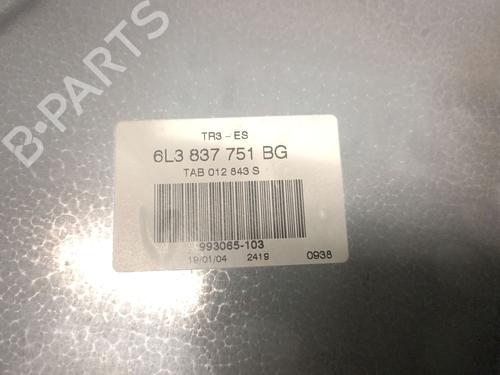 B-PARTS
TR3-ES
6L3 837 751 BG
TAB 012 843 S
993065-103
19/01/04 2419 0938